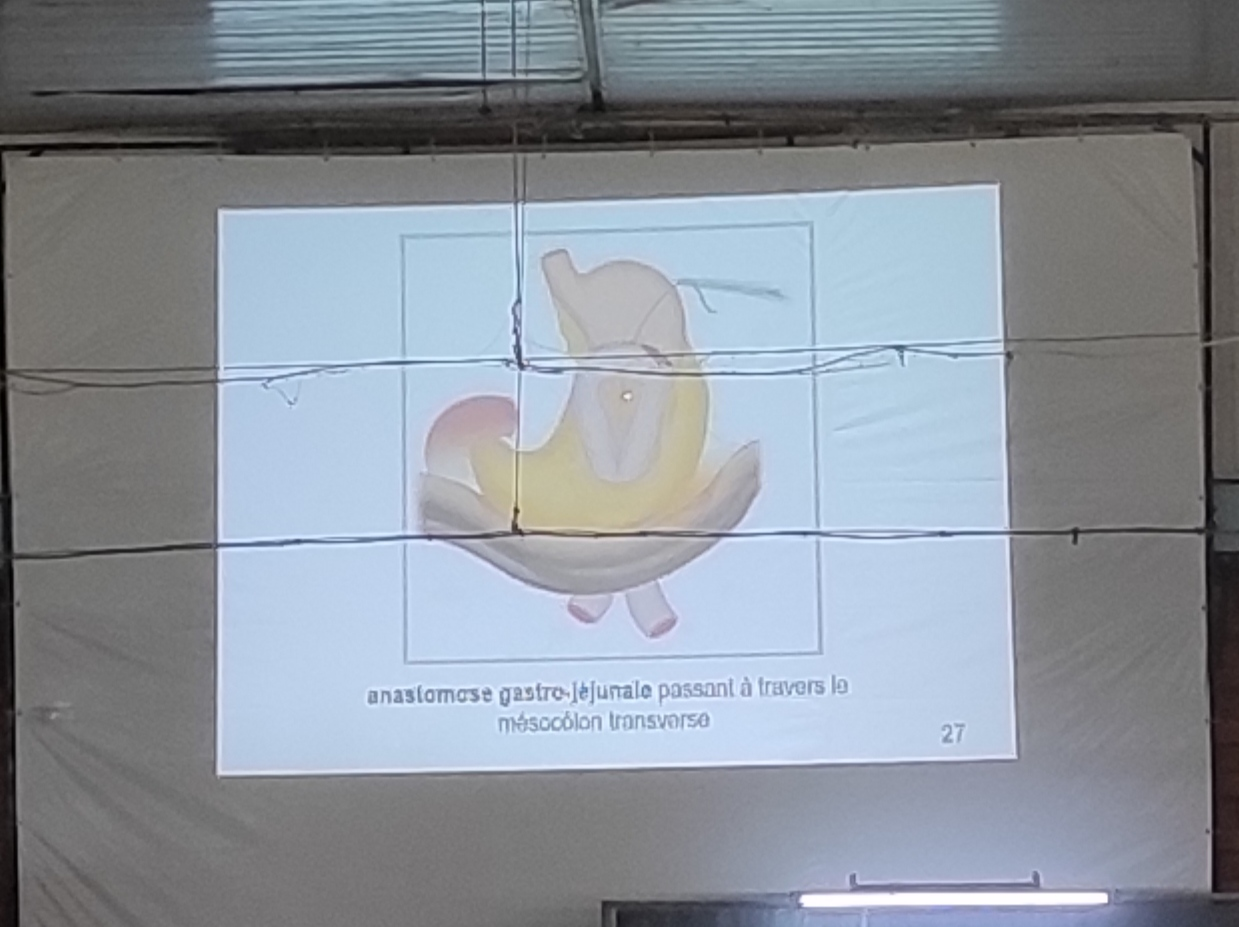 anastomose gastro-jéjunale passant à travers le
mésocôlon transverse
27